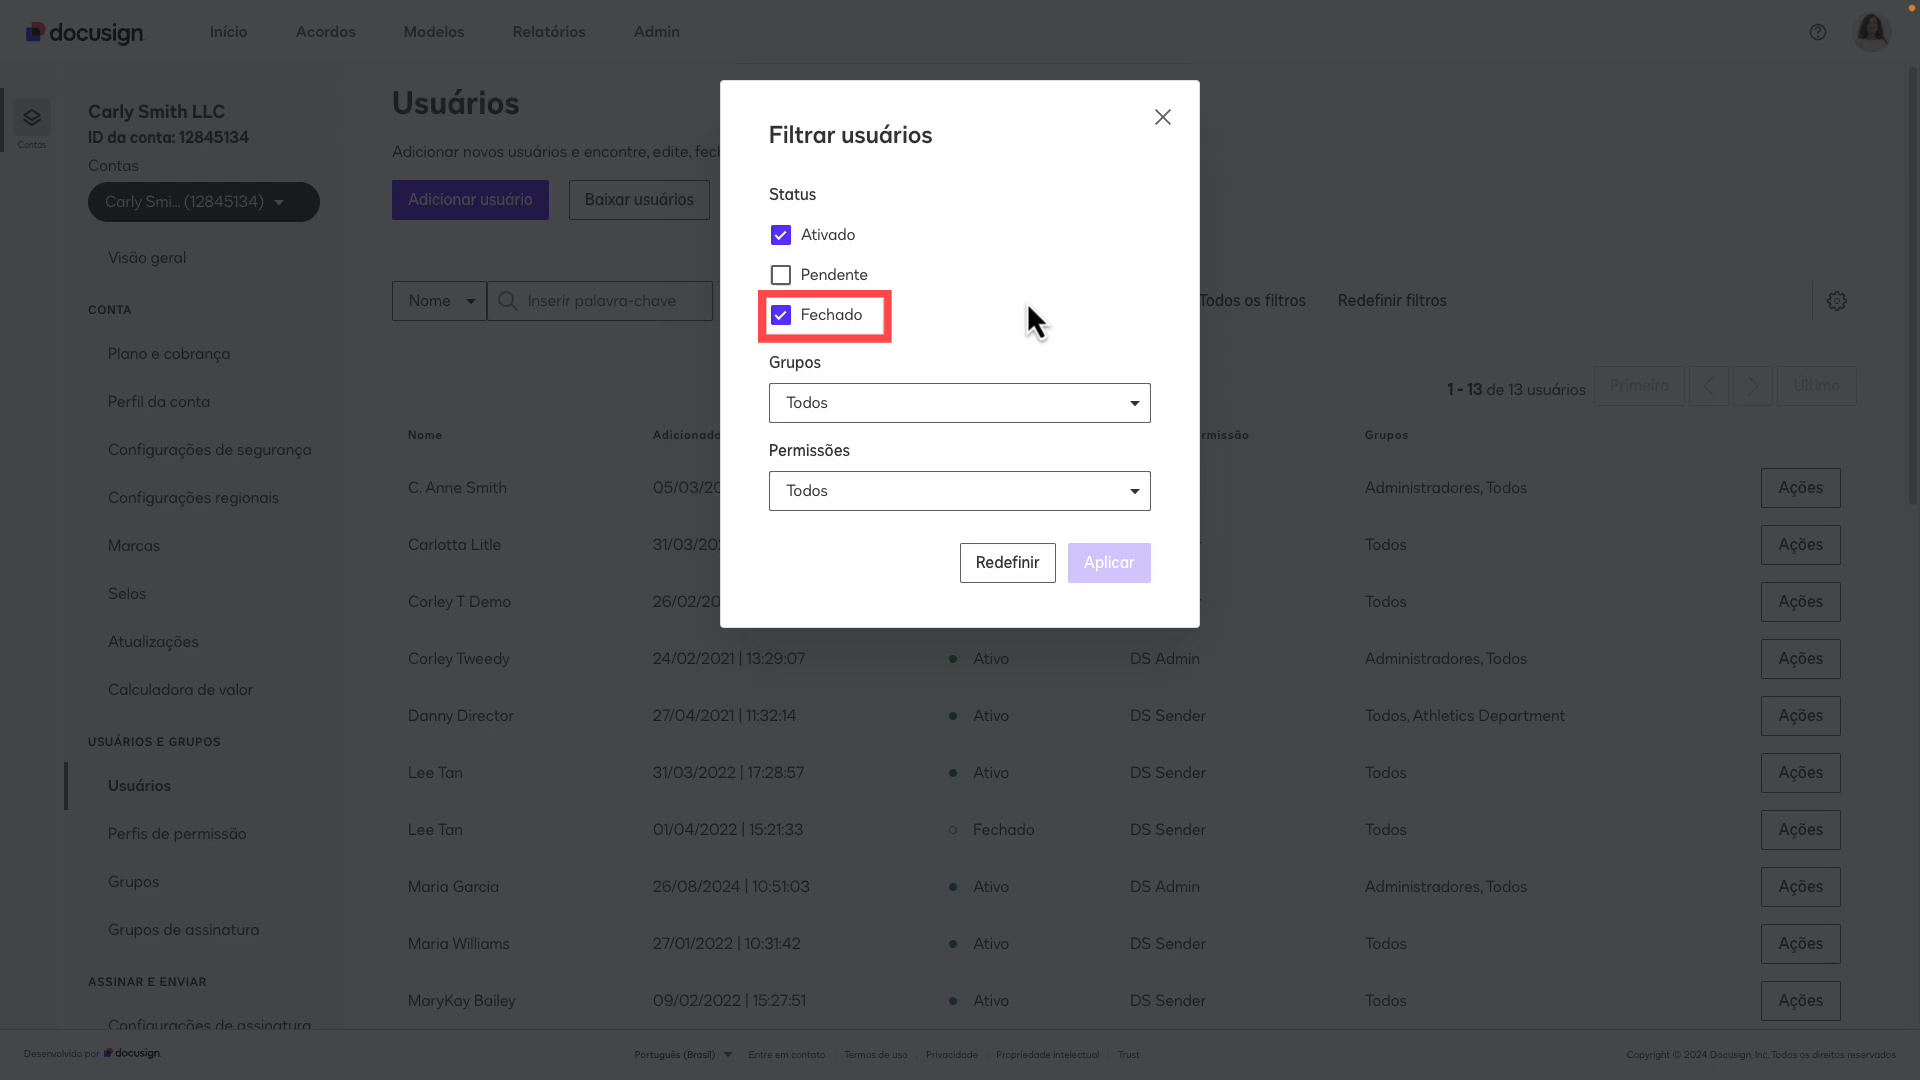 docusign
Início
Acordos
Modelos
Relatórios
Admin
Contas
Carly Smith LLC
ID da conta: 12845134
Contas
Carly Smi... (12845134)
Visão geral
CONTA
Plano e cobrança
Perfil da conta
Configurações de segurança
Configurações regionais
Marcas
Selos
Atualizações
Calculadora de valor
USUÁRIOS E GRUPOS
Usuários
Perfis de permissão
Grupos
Grupos de assinatura
ASSINAR E ENVIAR
Configurações de assinatura
Usuários
Adicionar novos usuários e encontre, edite, fec
Adicionar usuário
Baixar usuários
Nome
Inserir palavra-chave
Todos os filtros
Redefinir filtros
1 - 13 de 13 usuários
Primeiro
Último
Filtrar usuários
Status
Ativado
Pendente
Fechado
Grupos
Todos
Permissões
Todos
Redefinir
Aplicar
Nome Adicionado rmissão Grupos
C. Anne Smith 05/03/20 Administradores, Todos Ações
Carlotta Litle 31/03/20 Todos Ações
Corley T Demo 26/02/20 Todos Ações
Corley Tweedy 24/02/2021 | 13:29:07 Ativo DS Admin Administradores, Todos Ações
Danny Director 27/04/2021 | 11:32:14 Ativo DS Sender Todos, Athletics Department Ações
Lee Tan 31/03/2022 | 17:28:57 Ativo DS Sender Todos Ações
Lee Tan 01/04/2022 | 15:21:33 Fechado DS Sender Todos Ações
Maria Garcia 26/08/2024 | 10:51:03 Ativo DS Admin Administradores, Todos Ações
Maria Williams 27/01/2022 | 10:31:42 Ativo DS Sender Todos Ações
MaryKay Bailey 09/02/2022 | 15:27:51 Ativo DS Sender Todos Ações
Desenvolvido por docusign
Português (Brasil)
Entre em contato
Termos de uso
Privacidade
Propriedade intelectual
Trust
Copyright © 2024 Docusign, Inc. Todos os direitos reservados